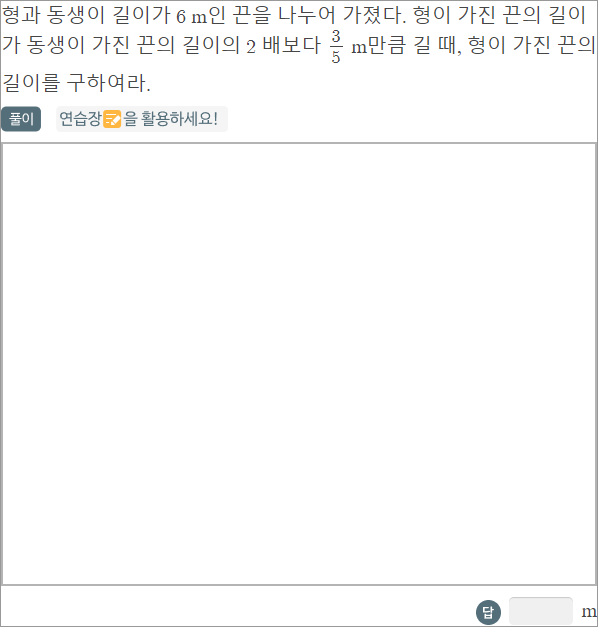 형과 동생이 길이가 6 m인 끈을 나누어 가졌다. 형이 가진 끈의 길이
가 동생이 가진 끈의 길이의 2 배보다 3/5 m만큼 길 때, 형이 가진 끈의
길이를 구하여라.
풀이 연습장을 활용하세요!
답 m